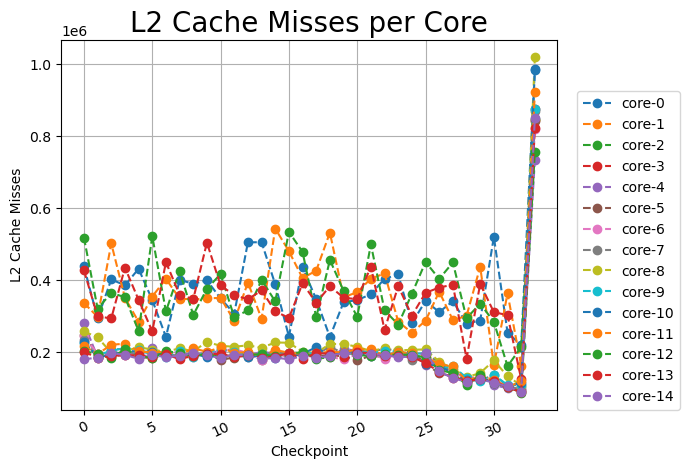 L2 Cache Misses per Core
1e6
1.0
0.8
0.6
0.4
0.2
L2 Cache Misses
0
5
10
15
20
25
30
Checkpoint
core-0
core-1
core-2
core-3
core-4
core-5
core-6
core-7
core-8
core-9
core-10
core-11
core-12
core-13
core-14